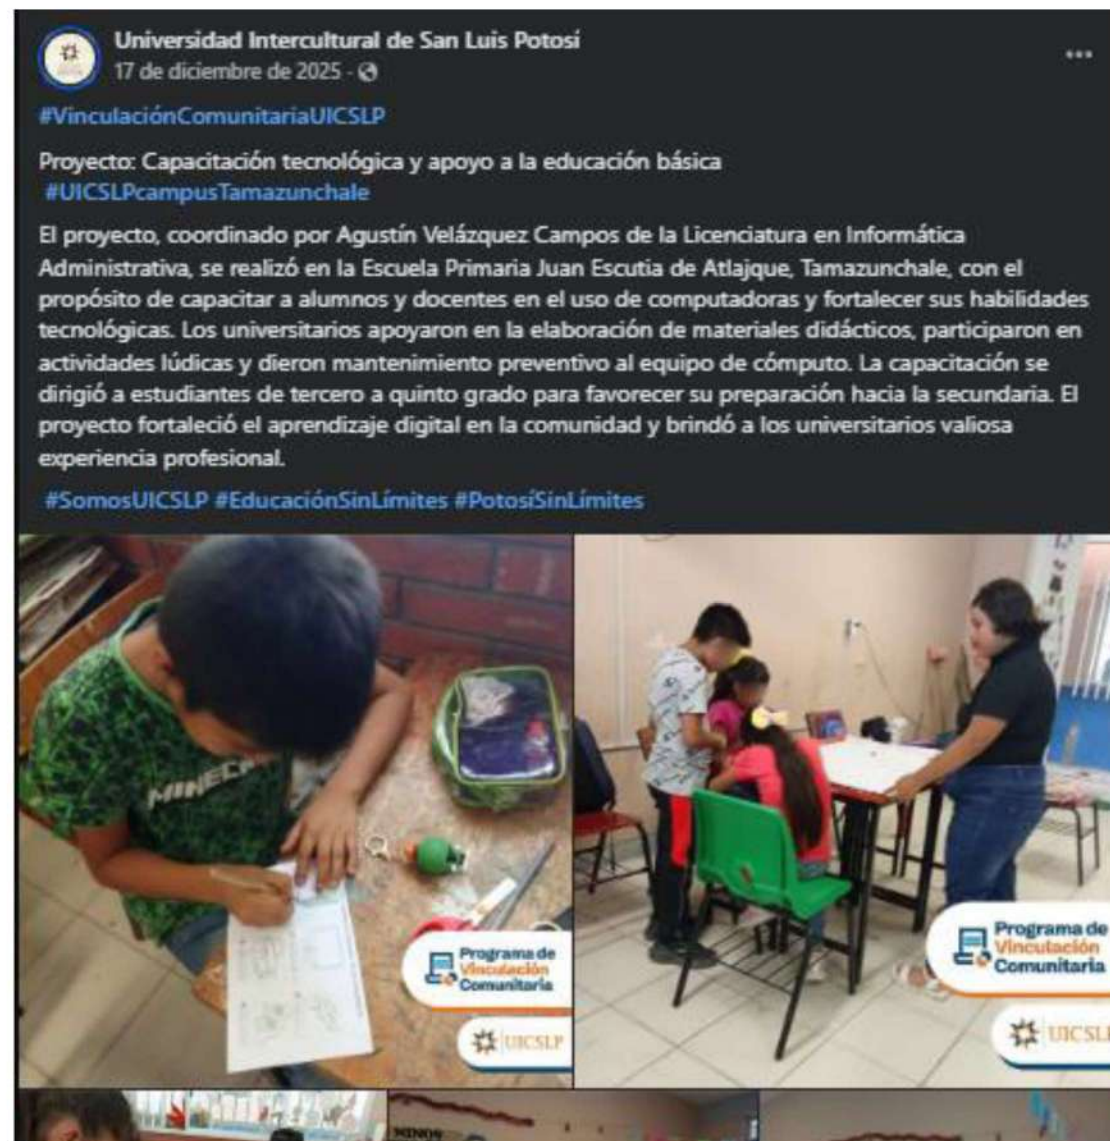 Universidad Intercultural de San Luis Potosí
17 de diciembre de 2025 ·
#VinculaciónComunitariaUICSLP
Proyecto: Capacitación tecnológica y apoyo a la educación básica
#UICSLPcampusTamazunchale
El proyecto, coordinado por Agustín Velázquez Campos de la Licenciatura en Informática
Administrativa, se realizó en la Escuela Primaria Juan Escutia de Atlajque, Tamazunchale, con el
propósito de capacitar a alumnos y docentes en el uso de computadoras y fortalecer sus habilidades
tecnológicas. Los universitarios apoyaron en la elaboración de materiales didácticos, participaron en
actividades lúdicas y dieron mantenimiento preventivo al equipo de cómputo. La capacitación se
dirigió a estudiantes de tercero a quinto grado para favorecer su preparación hacia la secundaria. El
proyecto fortaleció el aprendizaje digital en la comunidad y brindó a los universitarios valiosa
experiencia profesional.
#SomosUICSLP #EducaciónSinLímites #PotosíSinLímites
Programa de
Vinculación
Comunitaria
UICSLP
Programa de
Vinculación
Comunitaria
UICSL